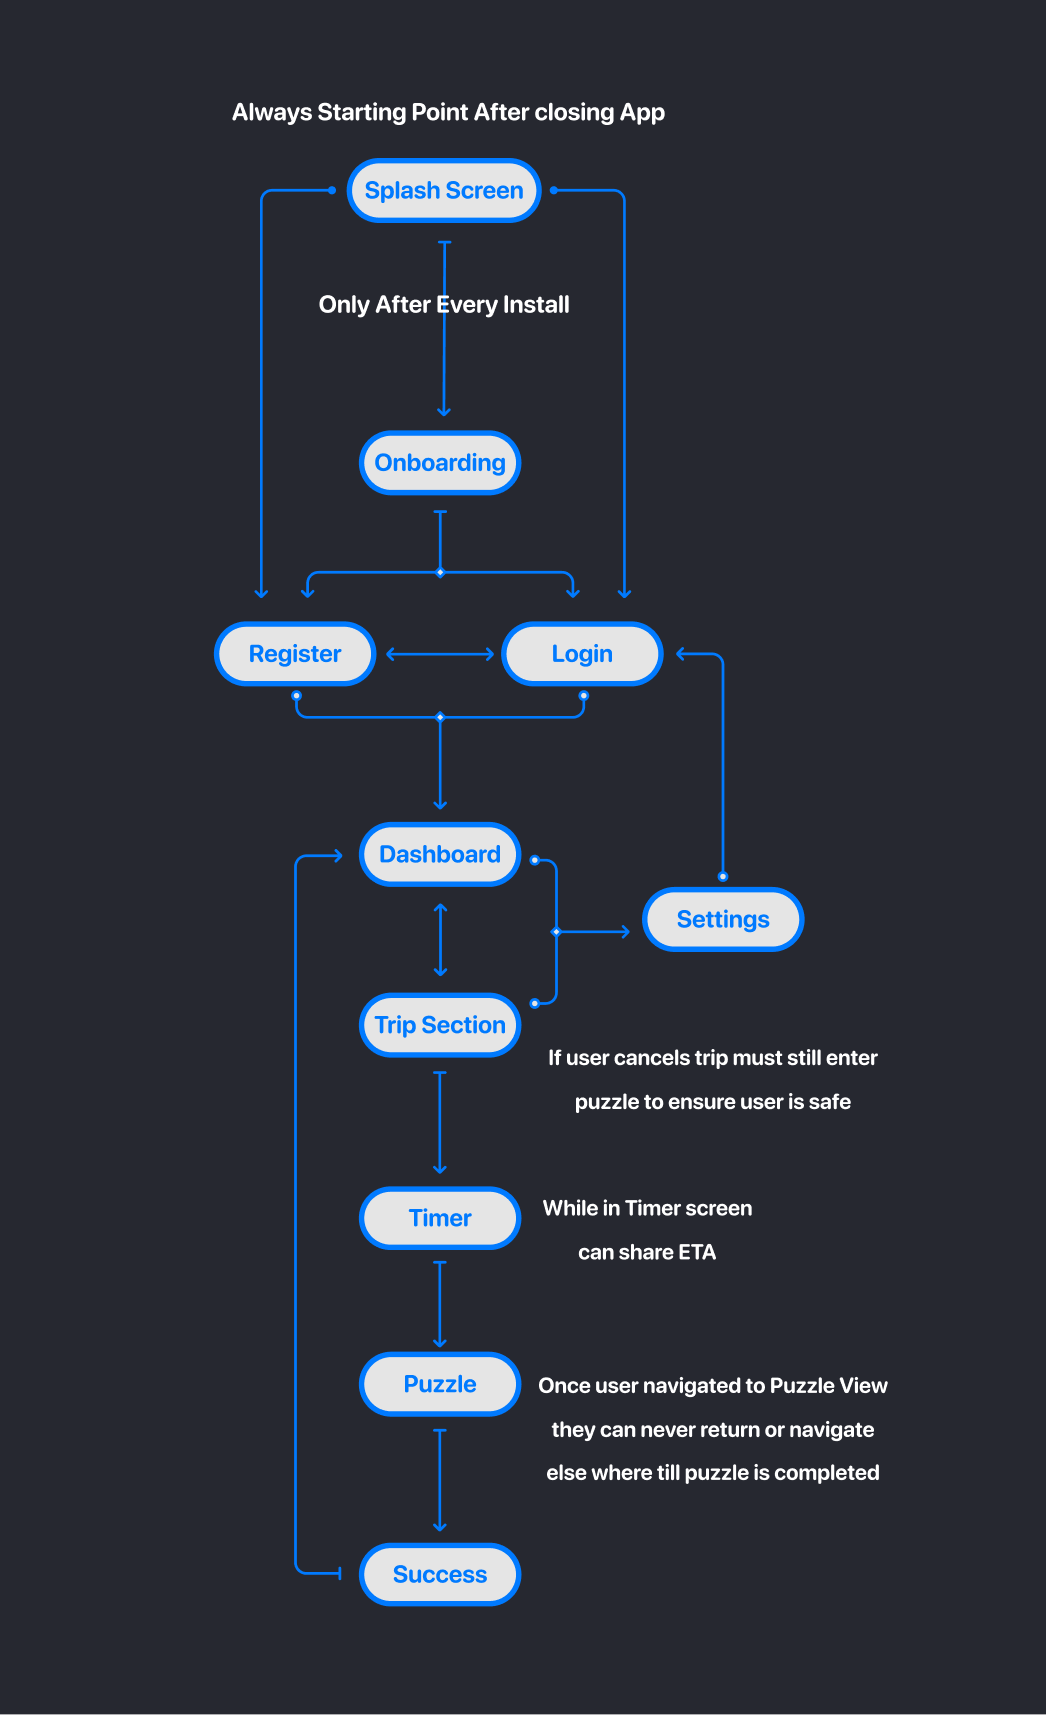 Always Starting Point After closing App
Splash Screen
Only After Every Install
Onboarding
Register
Login
Dashboard
Settings
Trip Section
If user cancels trip must still enter
puzzle to ensure user is safe
Timer
While in Timer screen
can share ETA
Puzzle
Once user navigated to Puzzle View
they can never return or navigate
else where till puzzle is completed
Success